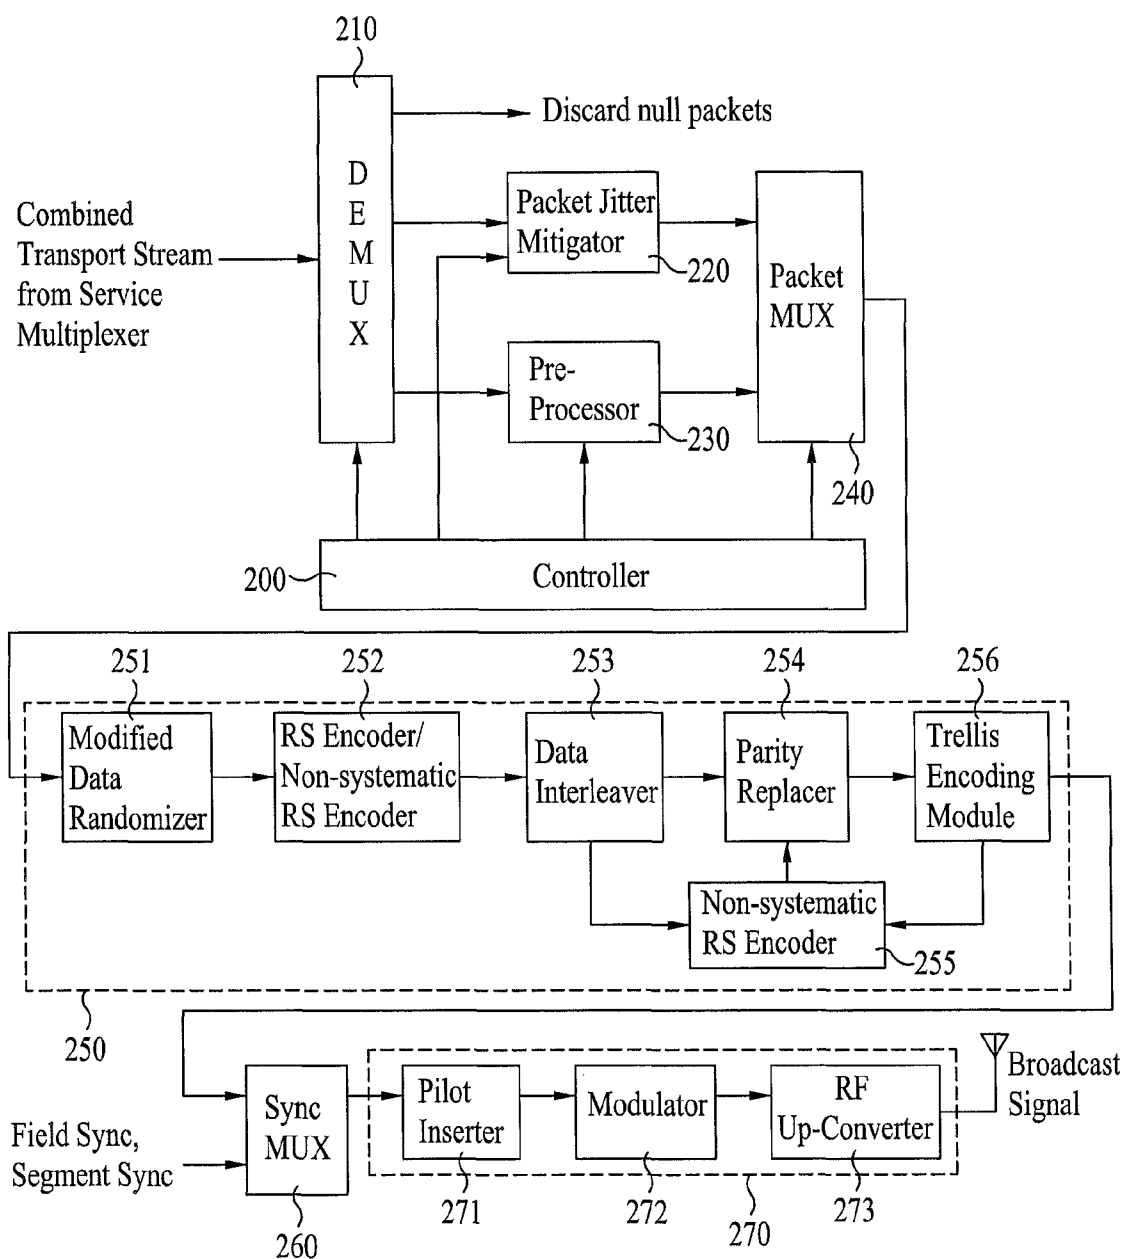 210
Discard null packets
DEMUX
Combined
Transport Stream
from Service
Multiplexer
Packet Jitter
Mitigator
220
Packet
MUX
Pre-
Processor
230
240
200
Controller
251
252
253
254
256
Modified
Data
Randomizer
RS Encoder/
Non-systematic
RS Encoder
Data
Interleaver
Parity
Replacer
Trellis
Encoding
Module
Non-systematic
RS Encoder
255
250
Field Sync,
Segment Sync
Sync
MUX
260
Pilot
Inserter
271
Modulator
272
RF
Up-Converter
273
270
Broadcast
Signal